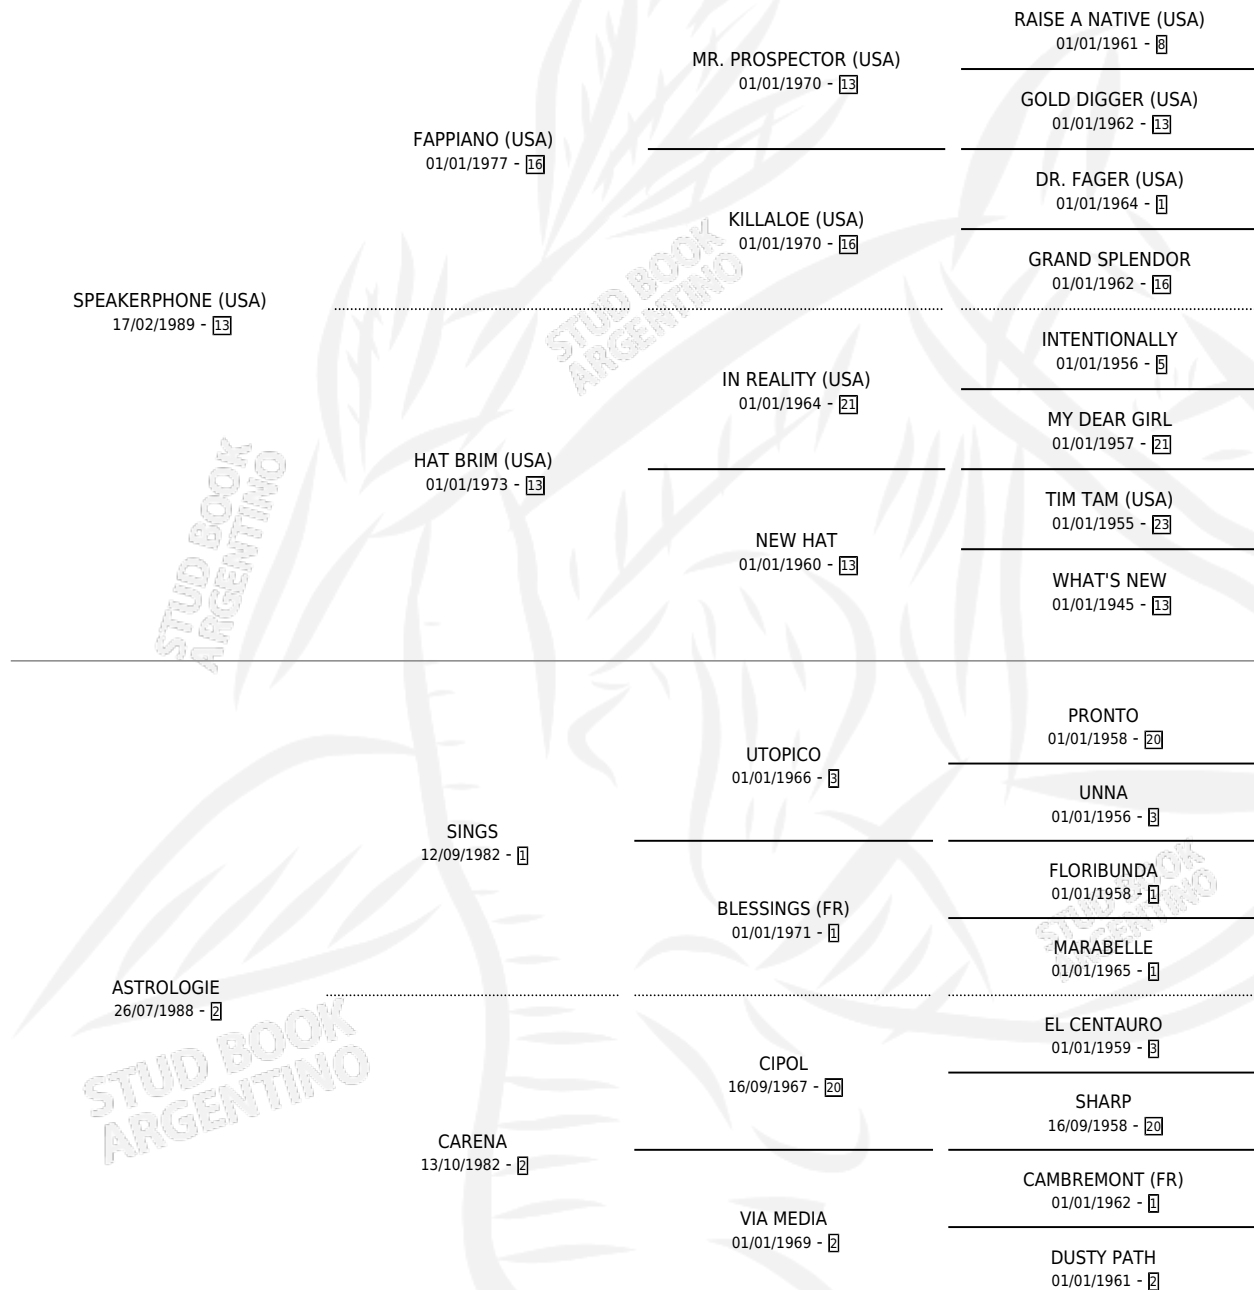 RAISE A NATIVE (USA)
01/01/1961 - 8
MR. PROSPECTOR (USA)
01/01/1970 - 13
GOLD DIGGER (USA)
01/01/1962 - 13
FAPPIANO (USA)
01/01/1977 - 16
DR. FAGER (USA)
01/01/1964 - 1
KILLALOE (USA)
01/01/1970 - 16
GRAND SPLENDOR
01/01/1962 - 16
SPEAKERPHONE (USA)
17/02/1989 - 13
INTENTIONALLY
01/01/1956 - 5
IN REALITY (USA)
01/01/1964 - 21
MY DEAR GIRL
01/01/1957 - 21
HAT BRIM (USA)
01/01/1973 - 13
TIM TAM (USA)
01/01/1955 - 23
NEW HAT
01/01/1960 - 13
WHAT'S NEW
01/01/1945 - 13
PRONTO
01/01/1958 - 20
UTOPICO
01/01/1966 - 3
UNNA
01/01/1956 - 3
SINGS
12/09/1982 - 1
FLORIBUNDA
01/01/1958 - 1
BLESSINGS (FR)
01/01/1971 - 1
MARABELLE
01/01/1965 - 1
ASTROLOGIE
26/07/1988 - 2
EL CENTAURO
01/01/1959 - 3
CIPOL
16/09/1967 - 20
SHARP
16/09/1958 - 20
CARENA
13/10/1982 - 2
CAMBREMONT (FR)
01/01/1962 - 1
VIA MEDIA
01/01/1969 - 2
DUSTY PATH
01/01/1961 - 2
STUD BOOK
ARGENTINO
STUD BOOK
ARGENTINO
STUD BOOK
ARGENTINO
STUD BOOK
ARGENTINO